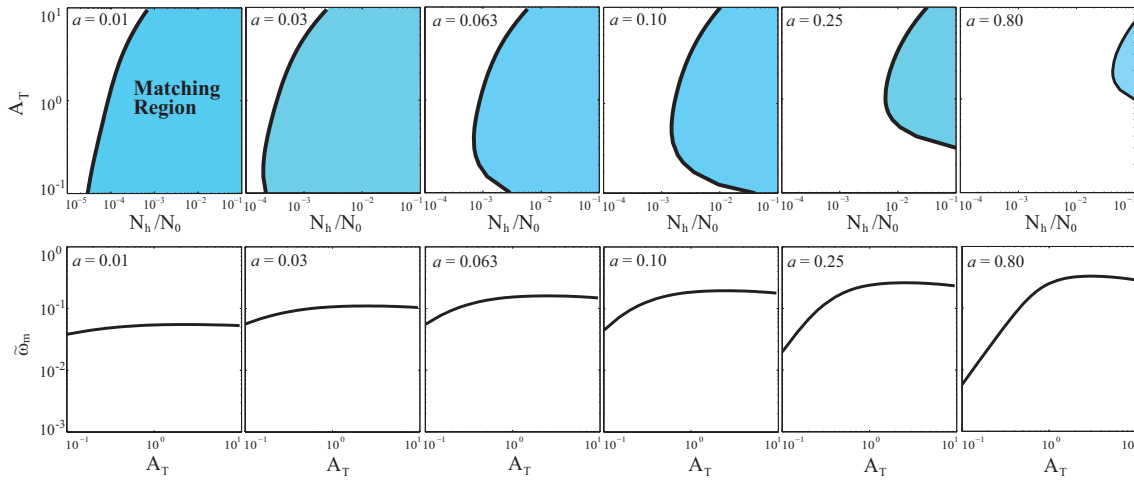 a = 0.01
a = 0.03
a = 0.063
a = 0.10
a = 0.25
a = 0.80
Matching
Region
A_T
10^1
10^0
10^-1
10^-5 10^-4 10^-3 10^-2 10^-1
10^-4 10^-3 10^-2 10^-1
10^-4 10^-3 10^-2 10^-1
10^-4 10^-3 10^-2 10^-1
10^-4 10^-3 10^-2 10^-1
10^-4 10^-3 10^-2 10^-1
N_h/N_0
N_h/N_0
N_h/N_0
N_h/N_0
N_h/N_0
N_h/N_0
a = 0.01
a = 0.03
a = 0.063
a = 0.10
a = 0.25
a = 0.80
ω̃_m
10^0
10^-1
10^-2
10^-3
10^-1 10^0 10^1
10^-1 10^0 10^1
10^-1 10^0 10^1
10^-1 10^0 10^1
10^-1 10^0 10^1
10^-1 10^0 10^1
A_T
A_T
A_T
A_T
A_T
A_T